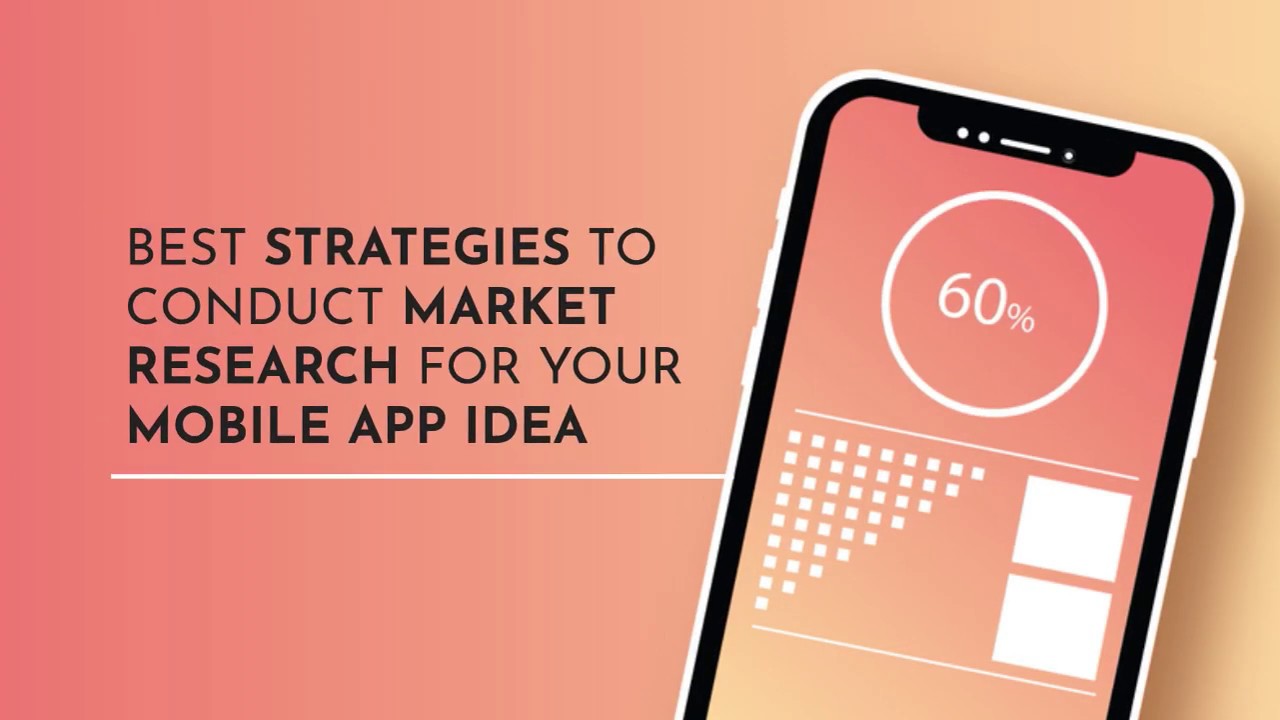 BEST STRATEGIES TO
CONDUCT MARKET
RESEARCH FOR YOUR
MOBILE APP IDEA
60%